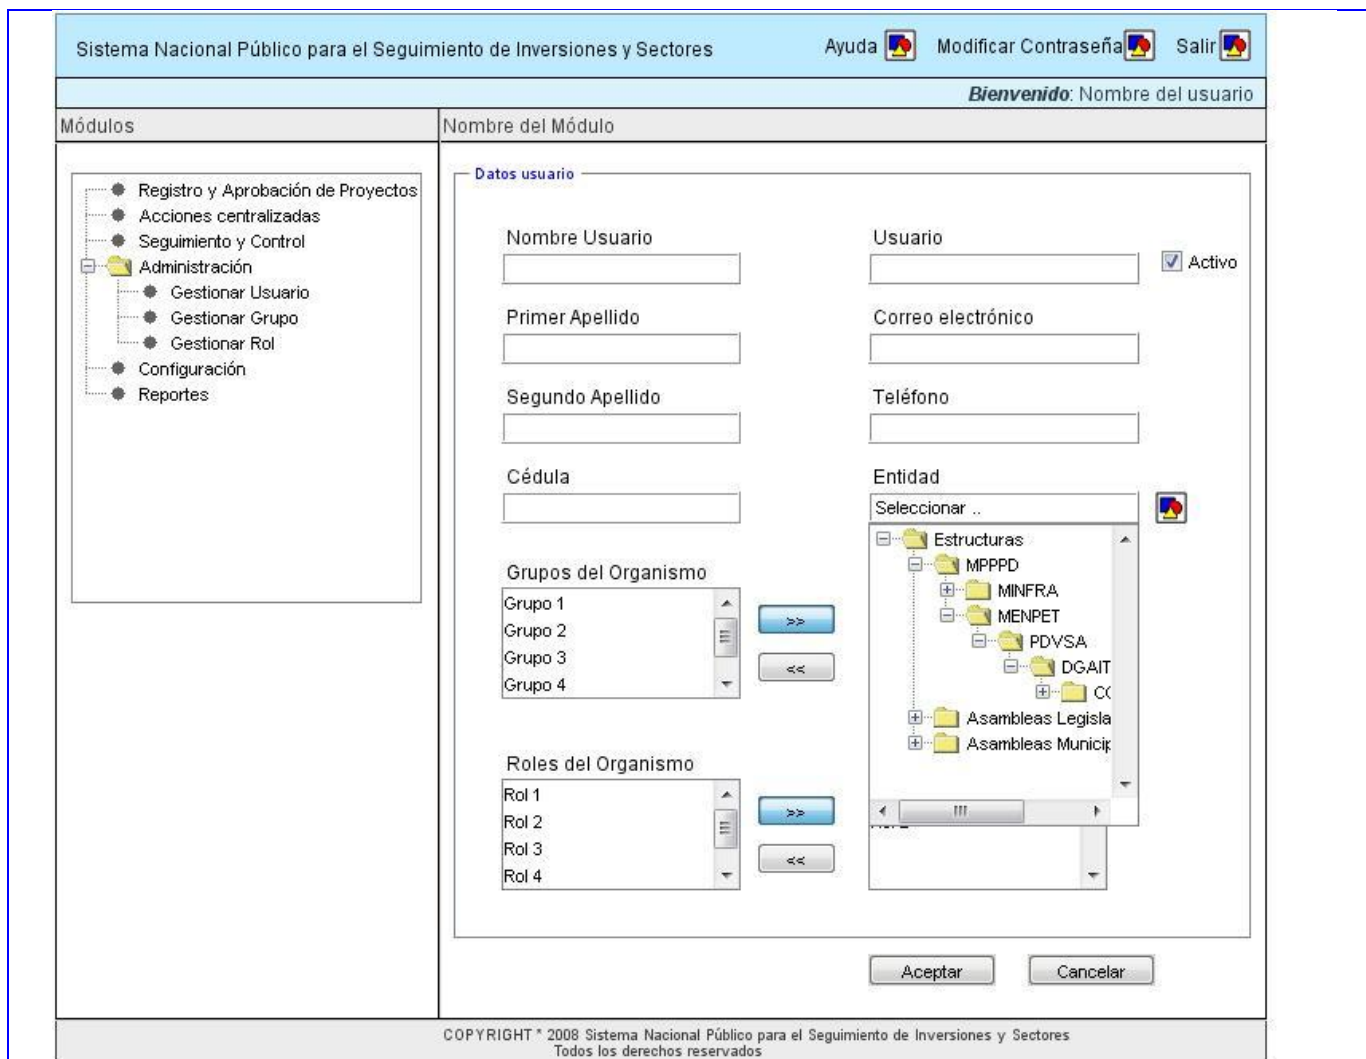 Sistema Nacional Público para el Seguimiento de Inversiones y Sectores
Ayuda
Modificar Contraseña
Salir
Bienvenido: Nombre del usuario
Módulos
Nombre del Módulo
Registro y Aprobación de Proyectos
Acciones centralizadas
Seguimiento y Control
Administración
Gestionar Usuario
Gestionar Grupo
Gestionar Rol
Configuración
Reportes
Datos usuario
Nombre Usuario
Usuario
Activo
Primer Apellido
Correo electrónico
Segundo Apellido
Teléfono
Cédula
Entidad
Seleccionar ..
Estructuras
MPPPD
MINFRA
MENPET
PDVSA
DGAIT
Asambleas Legisla
Asambleas Municip
Grupos del Organismo
Grupo 1
Grupo 2
Grupo 3
Grupo 4
>>
<<
Roles del Organismo
Rol 1
Rol 2
Rol 3
Rol 4
>>
<<
Aceptar
Cancelar
COPYRIGHT * 2008 Sistema Nacional Público para el Seguimiento de Inversiones y Sectores
Todos los derechos reservados